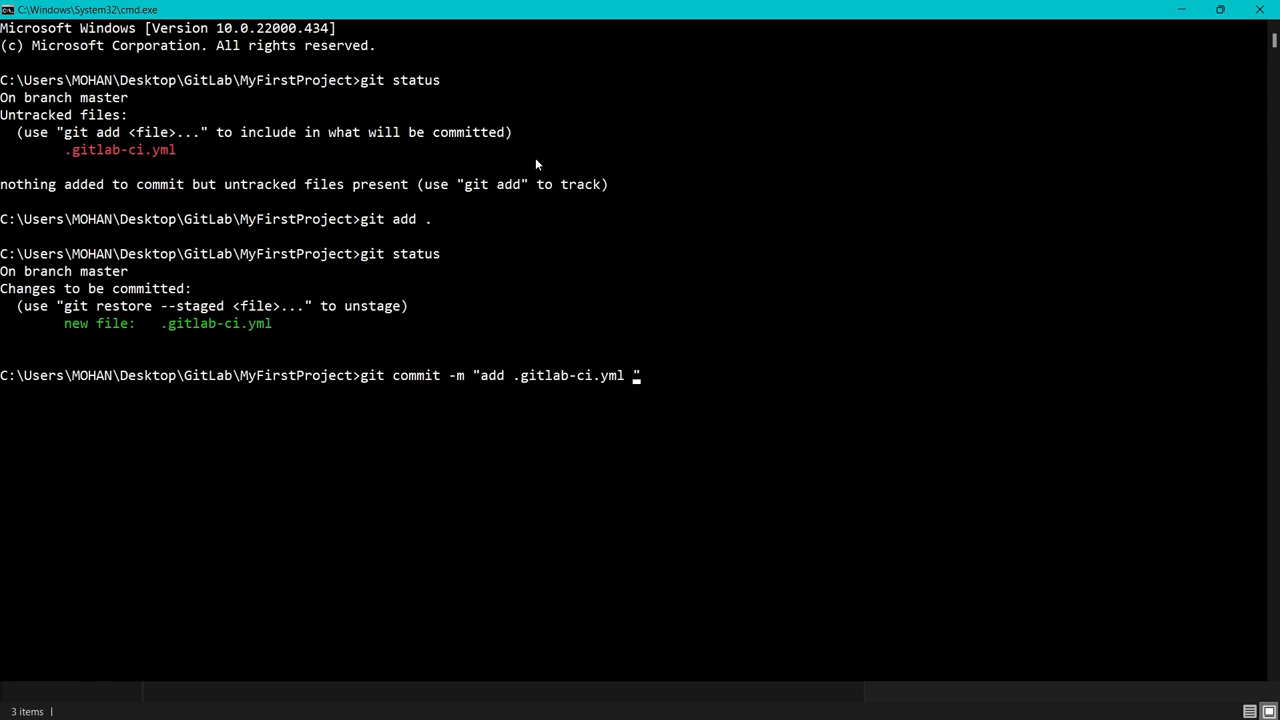 C:\Windows\System32\cmd.exe
Microsoft Windows [Version 10.0.22000.434]
(c) Microsoft Corporation. All rights reserved.
C:\Users\MOHAN\Desktop\GitLab\MyFirstProject>git status
On branch master
Untracked files:
  (use "git add <file>..." to include in what will be committed)
        .gitlab-ci.yml
nothing added to commit but untracked files present (use "git add" to track)
C:\Users\MOHAN\Desktop\GitLab\MyFirstProject>git add .
C:\Users\MOHAN\Desktop\GitLab\MyFirstProject>git status
On branch master
Changes to be committed:
  (use "git restore --staged <file>..." to unstage)
        new file:   .gitlab-ci.yml
C:\Users\MOHAN\Desktop\GitLab\MyFirstProject>git commit -m "add .gitlab-ci.yml "
3 items